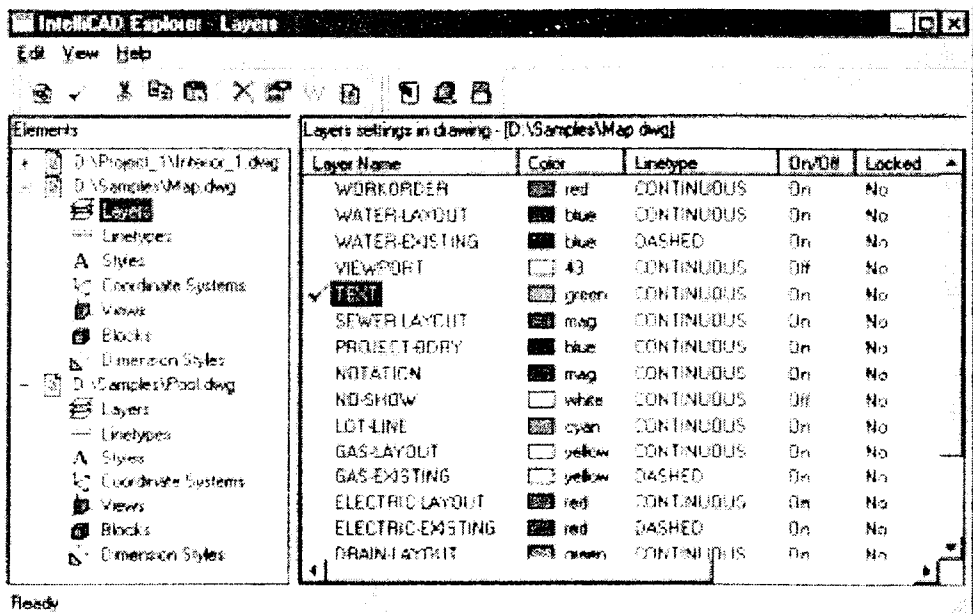 IntelliCAD Explorer - Layers
Edit View Help
Elements
D:\Project_1\Interior_1.dwg
D:\Samples\Map.dwg
Layers
Linetypes
A Styles
Coordinate Systems
Views
Blocks
Dimension Styles
D:\Samples\Pool.dwg
Layers
Linetypes
A Styles
Coordinate Systems
Views
Blocks
Dimension Styles
Layers settings in drawing - [D:\Samples\Map.dwg]
Layer Name Color Linetype On/Off Locked
WORKORDER red CONTINUOUS On No
WATER-LAYOUT blue CONTINUOUS On No
WATER-EXISTING blue DASHED On No
VIEWPORT 43 CONTINUOUS Off No
TEXT green CONTINUOUS On No
SEWER-LAYOUT mag CONTINUOUS On No
PROJECT-BDRY blue CONTINUOUS On No
NOTATION mag CONTINUOUS On No
NO-SHOW white CONTINUOUS Off No
LOT-LINE cyan CONTINUOUS On No
GAS-LAYOUT yellow CONTINUOUS On No
GAS-EXISTING yellow DASHED On No
ELECTRIC-LAYOUT red CONTINUOUS On No
ELECTRIC-EXISTING red DASHED On No
DRAIN-LAYOUT green CONTINUOUS On No
Ready